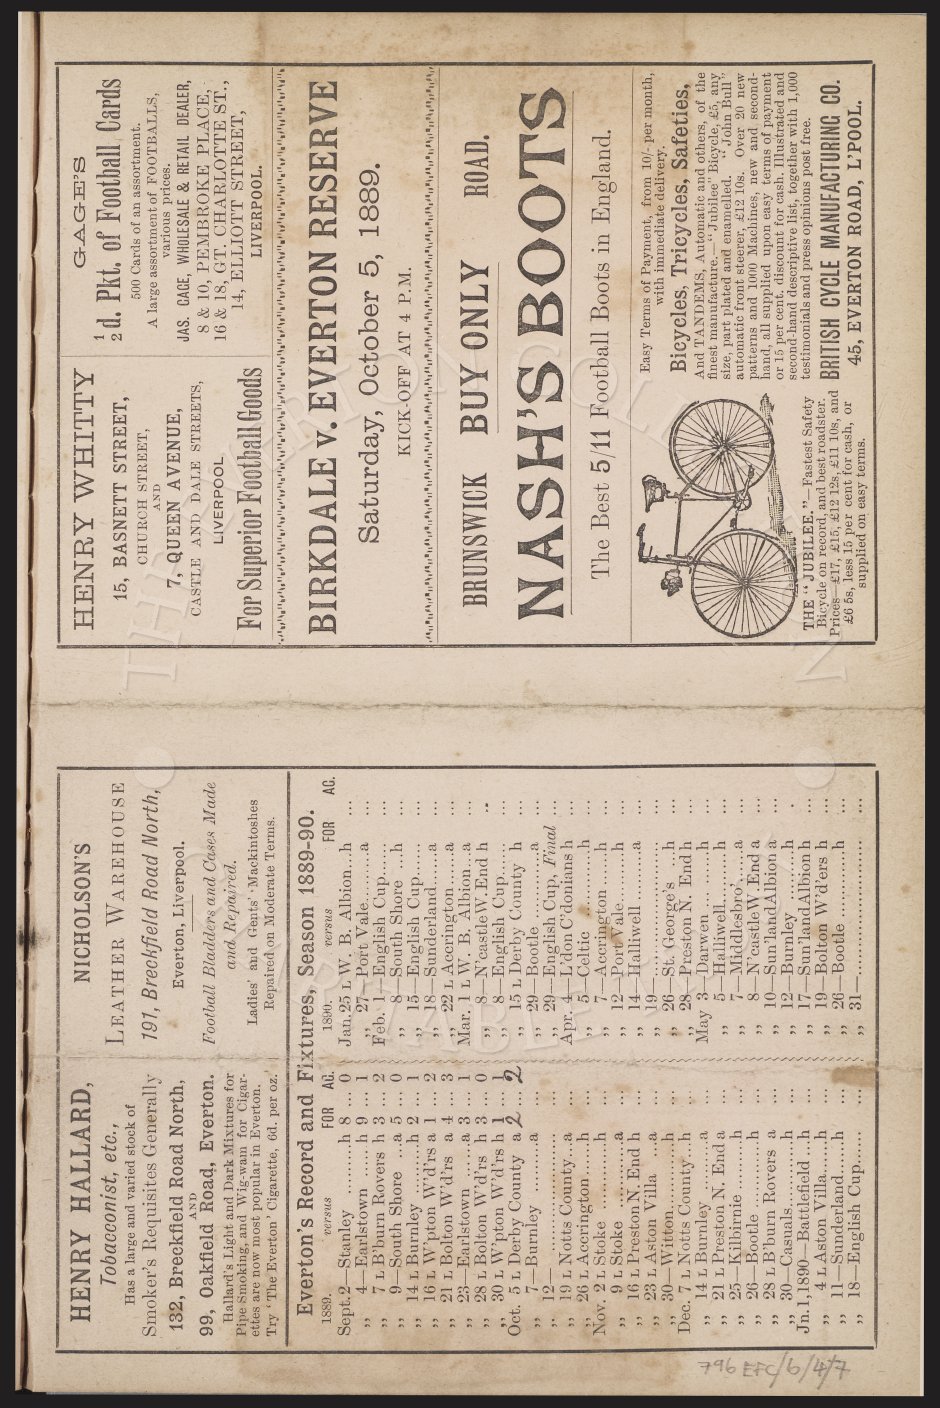 HENRY HALLARD,
Tobacconist, etc.,
Has a large and varied stock of
Smoker's Requisites Generally
132, Breckfield Road North,
AND
99, Oakfield Road, Everton.
Hallard's Light and Dark Mixtures for
Pipe Smoking, and Wig-wam for Cigar-
ettes are now most popular in Everton.
Try 'The Everton' Cigarette, 6d. per oz.
NICHOLSON'S
LEATHER WAREHOUSE
191, Breckfield Road North,
Everton, Liverpool.
Football Bladders and Cases Made
and Repaired.
Ladies' and Gents' Mackintoshes
Repaired on Moderate Terms.
Everton's Record and Fixtures, Season 1889-90.
1889. versus FOR AG.
Sept. 2—Stanley ..........h 8 ... 0
,, 4—Earlstown .......h 9 ... 1
,, 7 L B'burn Rovers h 3 ... 2
,, 9—South Shore ...a 5 ... 0
,, 14 L Burnley.........h 2 ... 1
,, 16 L W'pton W'd'rs a 1 ... 2
,, 21 L Bolton W'd'rs a 4 ... 3
,, 23—Earlstown ......a 3 ... 1
,, 28 L Bolton W'd'rs h 3 ... 0
,, 30 L W'pton W'd'rs h 1 ... 1
Oct. 5 L Derby County a 2 ... 2
,, 7—Burnley .........a ...
,, 12— ..................... ...
,, 19 L Notts County...a ...
,, 26 L Accrington......h ...
Nov. 2 L Stoke ............h ...
,, 9 L Stoke ............a ...
,, 16 L Preston N. End h ...
,, 23 L Aston Villa ...a ...
,, 30—Witton............h ...
Dec. 7 L Notts County...h ...
,, 14 L Burnley .........a ...
,, 21 L Preston N. End a ...
,, 25—Kilbirnie .........h ...
,, 26—Bootle ............h ...
,, 28 L B'burn Rovers a ...
,, 30—Casuals............h ...
Jn. 1, 1890—Battlefield ...h ...
,, 4 L Aston Villa......h ...
,, 11—Sunderland......h ...
,, 18—English Cup...... ...
1890. versus FOR AG.
Jan. 25 L W. B. Albion....h ...
,, 27—Port Vale.........a ...
Feb. 1—English Cup...... ...
,, 8—South Shore ...h ...
,, 15—English Cup...... ...
,, 18—Sunderland......a ...
,, 22 L Accrington......a ...
Mar. 1 L W. B. Albion...a ...
,, 8—N'castle W. End h ...
,, 8—English Cup...... ...
,, 15 L Derby County h ...
,, 29—Bootle ............a ...
,, 29—English Cup, Final ...
Apr. 4—L'don C'donians h ...
,, 5—Celtic ............h ...
,, 7—Accrington ......h ...
,, 12—Port Vale.........h ...
,, 14—Halliwell .........a ...
,, 19—..................... ...
,, 26—St. George's h ...
,, 28—Preston N. End h ...
May 3—Darwen .........h ...
,, 5—Halliwell.........h ...
,, 7—Middlesbro'......a ...
,, 8—N'castle W. End a ...
,, 10—Sun'land Albion a ...
,, 12—Burnley .........h .
,, 17—Sun'land Albion h ...
,, 19—Bolton W'd'ers h ...
,, 26—Bootle ............h ...
,, 31—..................... ...
796 EFC/6/4/7
HENRY WHITTY
15, BASNETT STREET,
CHURCH STREET,
AND
7, QUEEN AVENUE,
CASTLE AND DALE STREETS,
LIVERPOOL
For Superior Football Goods
GAGE'S
1/2 d. Pkt. of Football Cards
500 Cards of an assortment.
A large assortment of FOOTBALLS,
various prices.
JAS. GAGE, WHOLESALE & RETAIL DEALER,
8 & 10, PEMBROKE PLACE,
16 & 18, GT. CHARLOTTE ST.,
14, ELLIOTT STREET,
LIVERPOOL.
BIRKDALE v. EVERTON RESERVE
Saturday, October 5, 1889.
KICK-OFF AT 4 P.M.
BRUNSWICK BUY ONLY ROAD.
NASH'S BOOTS
The Best 5/11 Football Boots in England.
THE "JUBILEE."—Fastest Safety
Bicycle on record, and best roadster.
Prices—£17, £15, £12 12s, £11 10s, and
£6 5s, less 15 per cent for cash, or
supplied on easy terms.
Easy Terms of Payment, from 10/- per month,
with immediate delivery.
Bicycles, Tricycles, Safeties,
And TANDEMS, Automatic and others, of the
finest manufacture.—"Jubilee" Bicycle, £5, any
size, part plated and enamelled. "John Bull"
automatic front steerer, £12 10s. Over 20 new
patterns and 1000 Machines, new and second-
hand, all supplied upon easy terms of payment
or 15 per cent. discount for cash. Illustrated and
second-hand descriptive list, together with 1,000
testimonials and press opinions post free.
BRITISH CYCLE MANUFACTURING CO.
45, EVERTON ROAD, L'POOL.